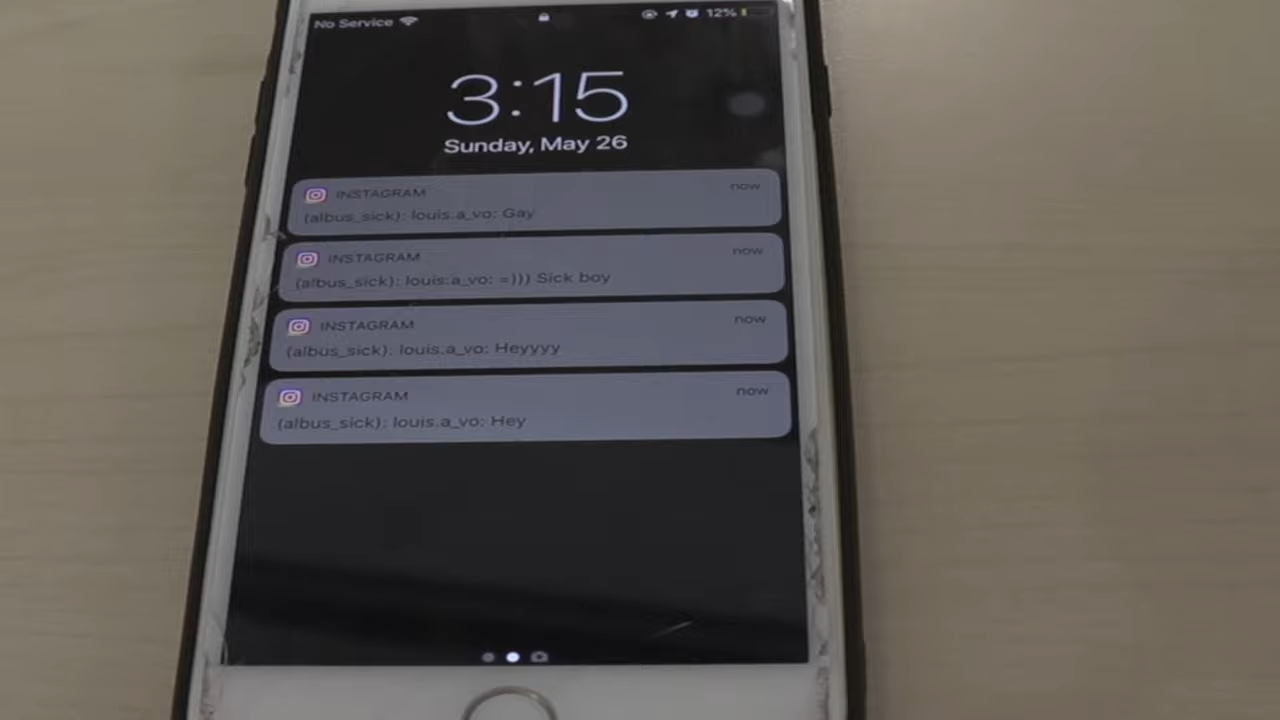 No Service 12%
3:15
Sunday, May 26
INSTAGRAM now
(albus_sick): louis.a_vo: Gay
INSTAGRAM now
(albus_sick): louis.a_vo: =))) Sick boy
INSTAGRAM now
(albus_sick): louis.a_vo: Heyyyy
INSTAGRAM now
(albus_sick): louis.a_vo: Hey